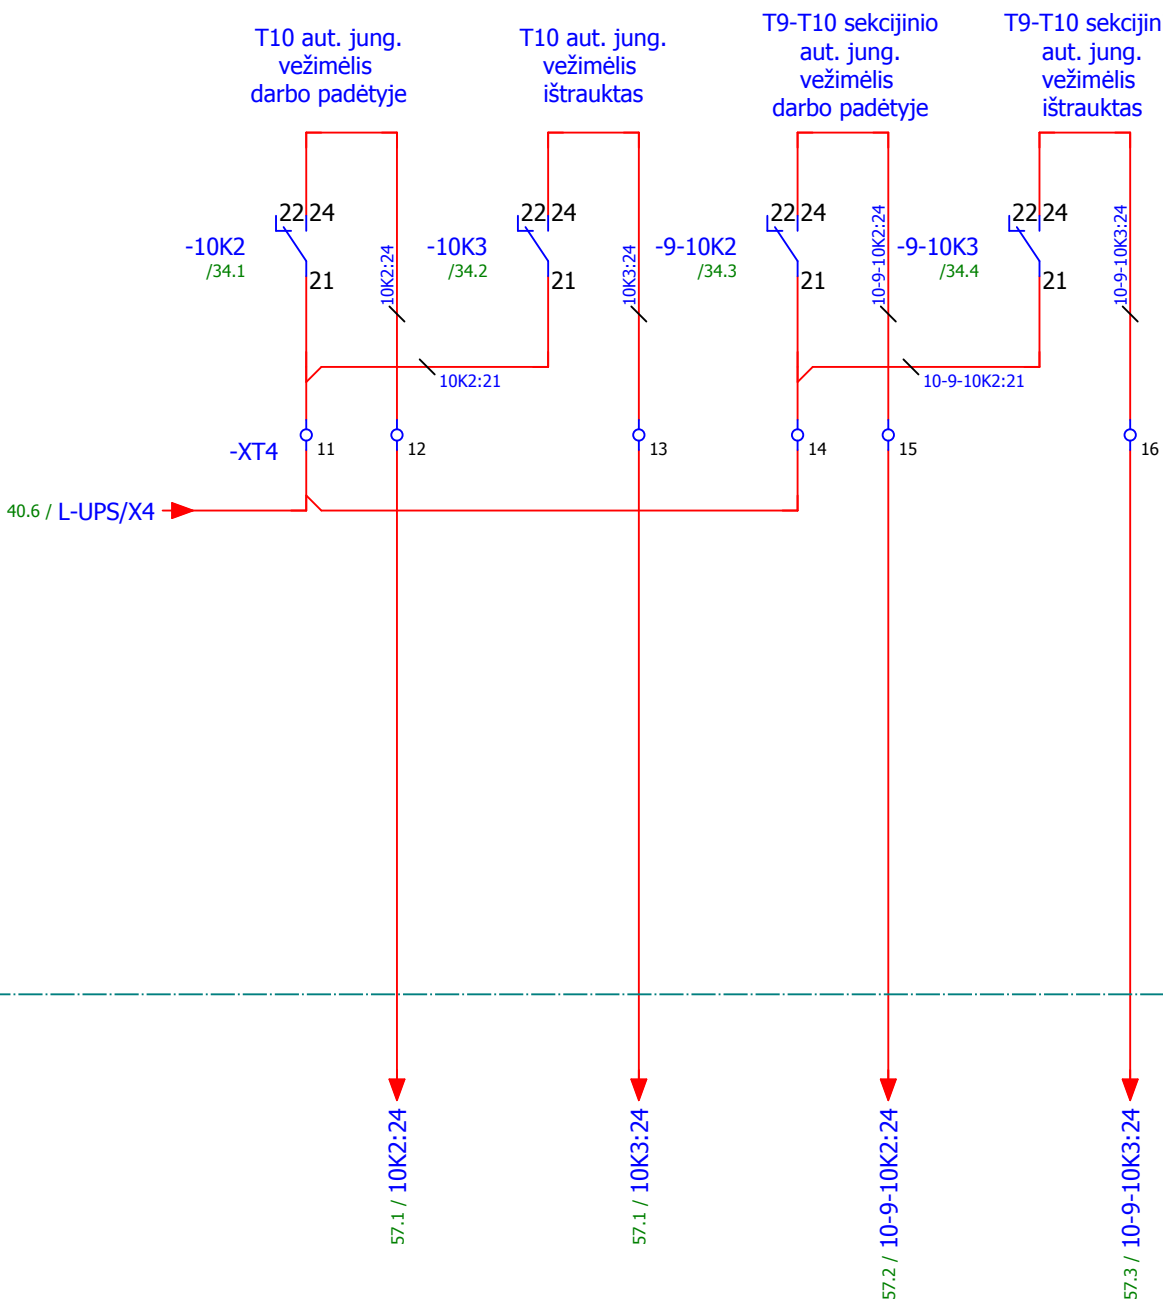 T10 aut. jung.
vežimėlis
darbo padėtyje
T10 aut. jung.
vežimėlis
ištrauktas
T9-T10 sekcijinio
aut. jung.
vežimėlis
darbo padėtyje
T9-T10 sekcijin
aut. jung.
vežimėlis
ištrauktas
22 24
-10K2
/34.1
21
10K2:24
22 24
-10K3
/34.2
21
10K3:24
22 24
-9-10K2
/34.3
21
10-9-10K2:24
22 24
-9-10K3
/34.4
21
10-9-10K3:24
10K2:21
10-9-10K2:21
-XT4
11
12
13
14
15
16
40.6 / L-UPS/X4
57.1 / 10K2:24
57.1 / 10K3:24
57.2 / 10-9-10K2:24
57.3 / 10-9-10K3:24